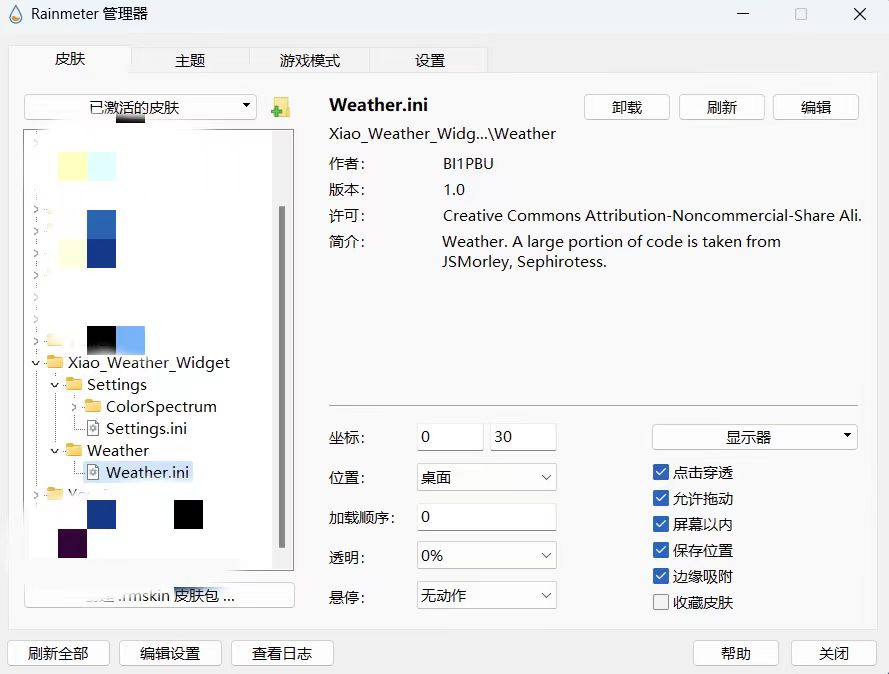 Rainmeter 管理器
皮肤
主题
游戏模式
设置
已激活的皮肤
Xiao_Weather_Widget
Settings
ColorSpectrum
Settings.ini
Weather
Weather.ini
.rmskin 皮肤包 ...
Weather.ini
卸载
刷新
编辑
Xiao_Weather_Widg...\Weather
作者: BI1PBU
版本: 1.0
许可: Creative Commons Attribution-Noncommercial-Share Ali.
简介: Weather. A large portion of code is taken from
JSMorley, Sephirotess.
坐标: 0 30
显示器
位置: 桌面
加载顺序: 0
透明: 0%
悬停: 无动作
点击穿透
允许拖动
屏幕以内
保存位置
边缘吸附
收藏皮肤
刷新全部
编辑设置
查看日志
帮助
关闭